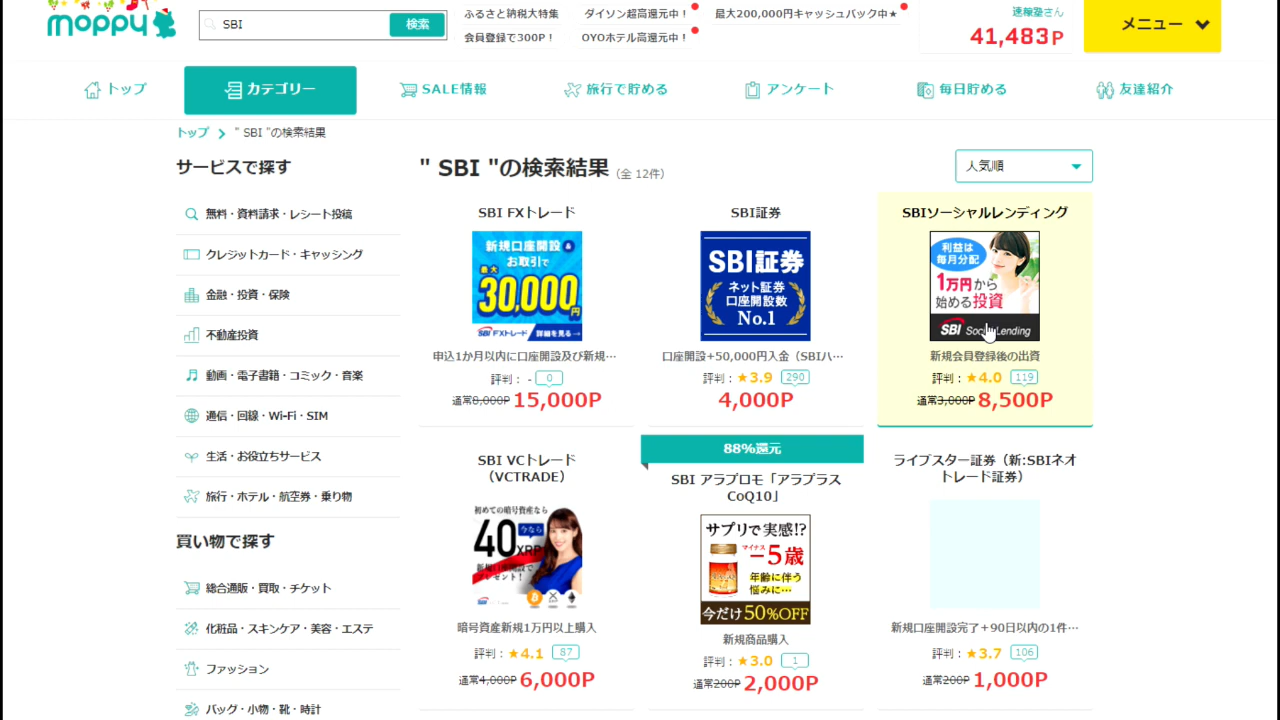 moppy
SBI
検索
ふるさと納税大特集
ダイソン超高還元中！
最大200,000円キャッシュバック中★
会員登録で300P！
OYOホテル高還元中！
速稼塾さん
41,483P
メニュー
トップ
カテゴリー
SALE情報
旅行で貯める
アンケート
毎日貯める
友達紹介
トップ
" SBI "の検索結果
サービスで探す
無料・資料請求・レシート投稿
クレジットカード・キャッシング
金融・投資・保険
不動産投資
動画・電子書籍・コミック・音楽
通信・回線・Wi-Fi・SIM
生活・お役立ちサービス
旅行・ホテル・航空券・乗り物
買い物で探す
総合通販・買取・チケット
化粧品・スキンケア・美容・エステ
ファッション
バッグ・小物・靴・時計
" SBI "の検索結果 (全 12件)
人気順
SBI FXトレード
新規口座開設&
お取引で
最大
30,000円
SBI FXトレード 詳細を見る→
申込1か月以内に口座開設及び新規…
評判： - 0
通常8,000P 15,000P
SBI証券
SBI証券
ネット証券
口座開設数
No.1
口座開設+50,000円入金（SBIハ…
評判：★3.9 290
4,000P
SBIソーシャルレンディング
利益は
毎月分配
1万円から
始める投資
SBI Social Lending
新規会員登録後の出資
評判：★4.0 119
通常3,000P 8,500P
SBI VCトレード
（VCTRADE）
初めての暗号資産なら
今なら
40XRP
新規口座開設で
プレゼント！
暗号資産新規1万円以上購入
評判：★4.1 87
通常4,000P 6,000P
88%還元
SBI アラプロモ「アラプラス
CoQ10」
サプリで実感!?
マイナス
－5歳
年齢に伴う
悩みに…
今だけ50%OFF
新規商品購入
評判：★3.0 1
通常200P 2,000P
ライブスター証券（新:SBIネオ
トレード証券）
新規口座開設完了＋90日以内の1件…
評判：★3.7 106
通常200P 1,000P